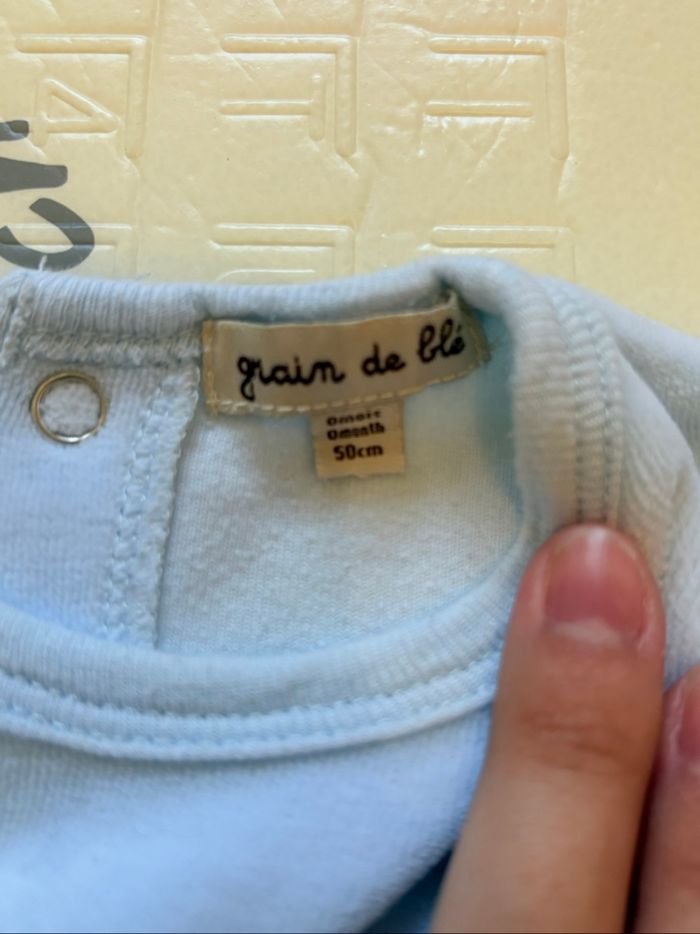 grain de blé
0mois
0month
50cm